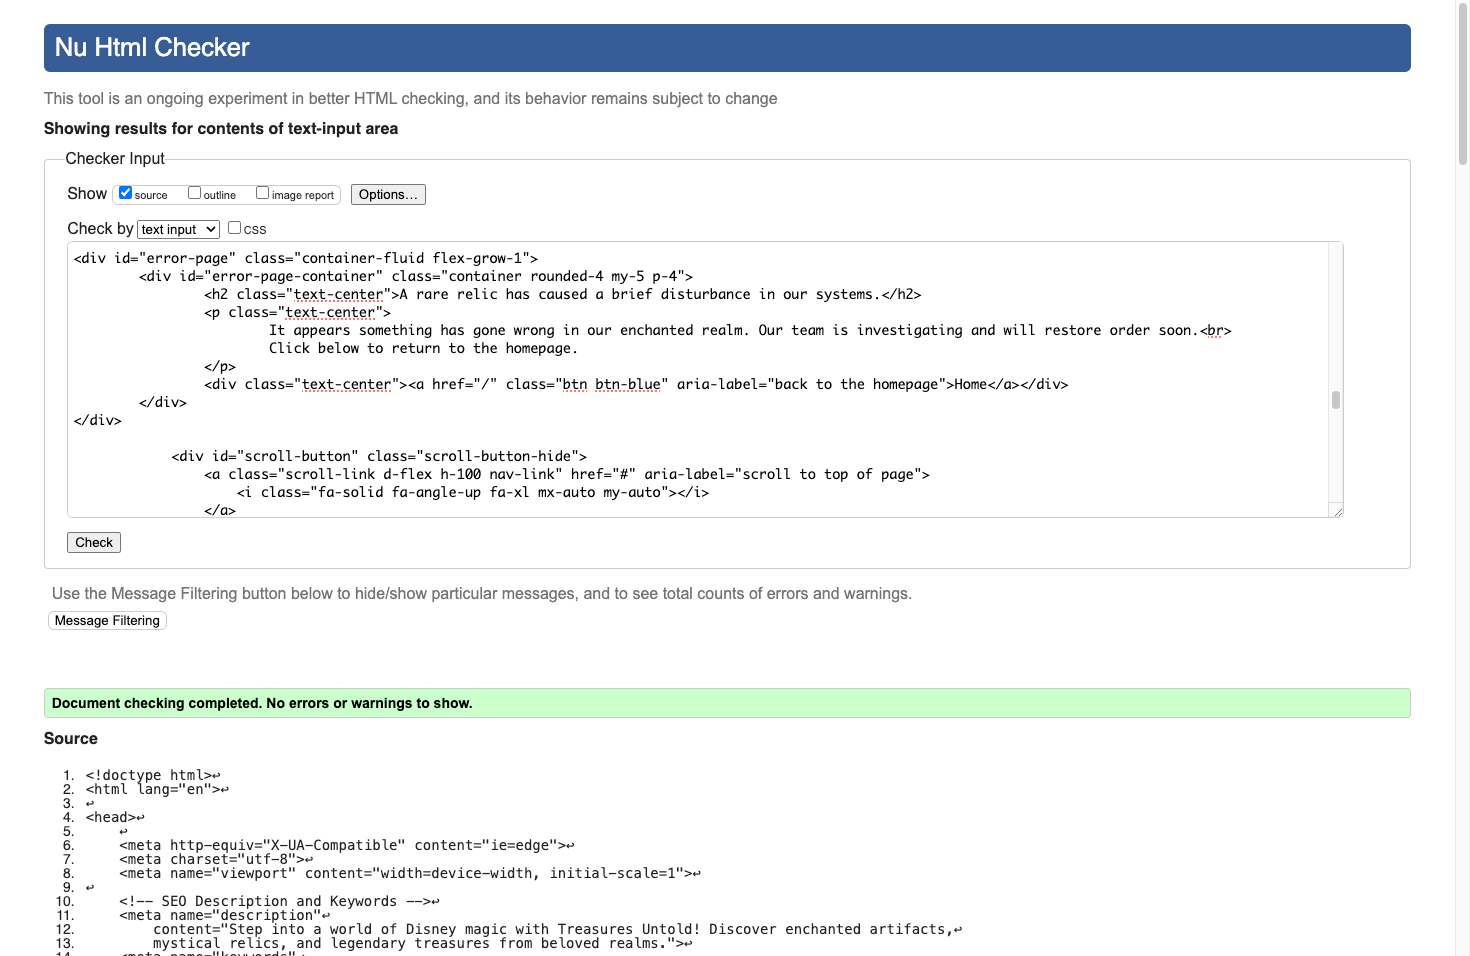 Nu Html Checker
This tool is an ongoing experiment in better HTML checking, and its behavior remains subject to change
Showing results for contents of text-input area
Checker Input
Show source outline image report Options…
Check by text input CSS
<div id="error-page" class="container-fluid flex-grow-1">
<div id="error-page-container" class="container rounded-4 my-5 p-4">
<h2 class="text-center">A rare relic has caused a brief disturbance in our systems.</h2>
<p class="text-center">
It appears something has gone wrong in our enchanted realm. Our team is investigating and will restore order soon.<br>
Click below to return to the homepage.
</p>
<div class="text-center"><a href="/" class="btn btn-blue" aria-label="back to the homepage">Home</a></div>
</div>
</div>
<div id="scroll-button" class="scroll-button-hide">
<a class="scroll-link d-flex h-100 nav-link" href="#" aria-label="scroll to top of page">
<i class="fa-solid fa-angle-up fa-xl mx-auto my-auto"></i>
</a>
Check
Use the Message Filtering button below to hide/show particular messages, and to see total counts of errors and warnings.
Message Filtering
Document checking completed. No errors or warnings to show.
Source
1. <!doctype html>↩
2. <html lang="en">↩
3. ↩
4. <head>↩
5. ↩
6. <meta http-equiv="X-UA-Compatible" content="ie=edge">↩
7. <meta charset="utf-8">↩
8. <meta name="viewport" content="width=device-width, initial-scale=1">↩
9. ↩
10. <!-- SEO Description and Keywords -->↩
11. <meta name="description"↩
12. content="Step into a world of Disney magic with Treasures Untold! Discover enchanted artifacts,↩
13. mystical relics, and legendary treasures from beloved realms.">↩
14. <meta name="keywords"↩